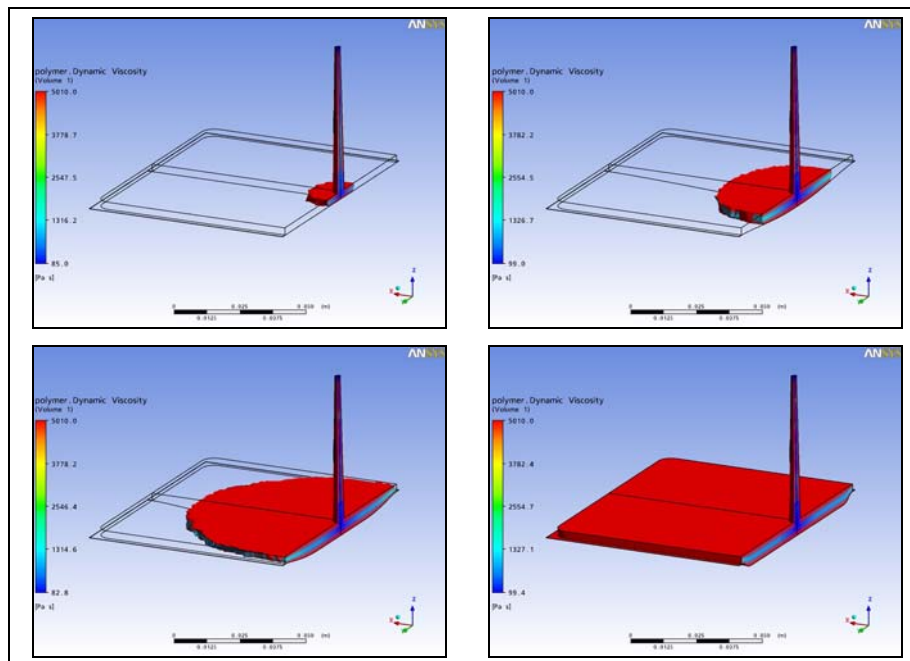 ANSYS
polymer.Dynamic Viscosity
(Volume 1)
5010.0
3778.7
2547.5
1316.2
85.0
[Pa s]
Z
X
0 0.025 0.050 (m)
0.0125 0.0375
ANSYS
polymer.Dynamic Viscosity
(Volume 1)
5010.0
3782.2
2554.5
1326.7
99.0
[Pa s]
Z
X
0 0.025 0.050 (m)
0.0125 0.0375
ANSYS
polymer.Dynamic Viscosity
(Volume 1)
5010.0
3778.2
2546.4
1314.6
82.8
[Pa s]
Z
X
0 0.025 0.050 (m)
0.0125 0.0375
ANSYS
polymer.Dynamic Viscosity
(Volume 1)
5010.0
3782.4
2554.7
1327.1
99.4
[Pa s]
Z
X
0 0.025 0.050 (m)
0.0125 0.0375